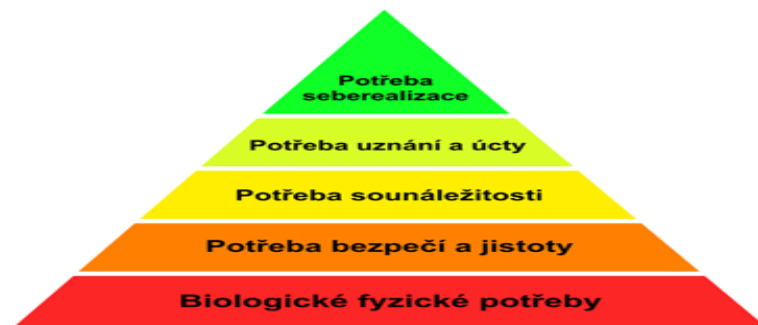 Potřeba
seberealizace
Potřeba uznání a úcty
Potřeba sounáležitosti
Potřeba bezpečí a jistoty
Biologické fyzické potřeby